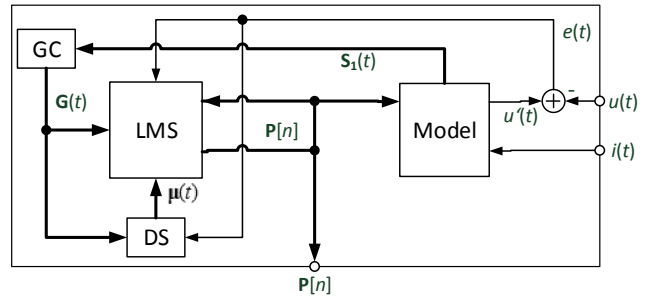 e(t)
GC
S₁(t)
G(t)
LMS
P[n]
Model
u'(t)
+
-
u(t)
i(t)
μ(t)
DS
P[n]